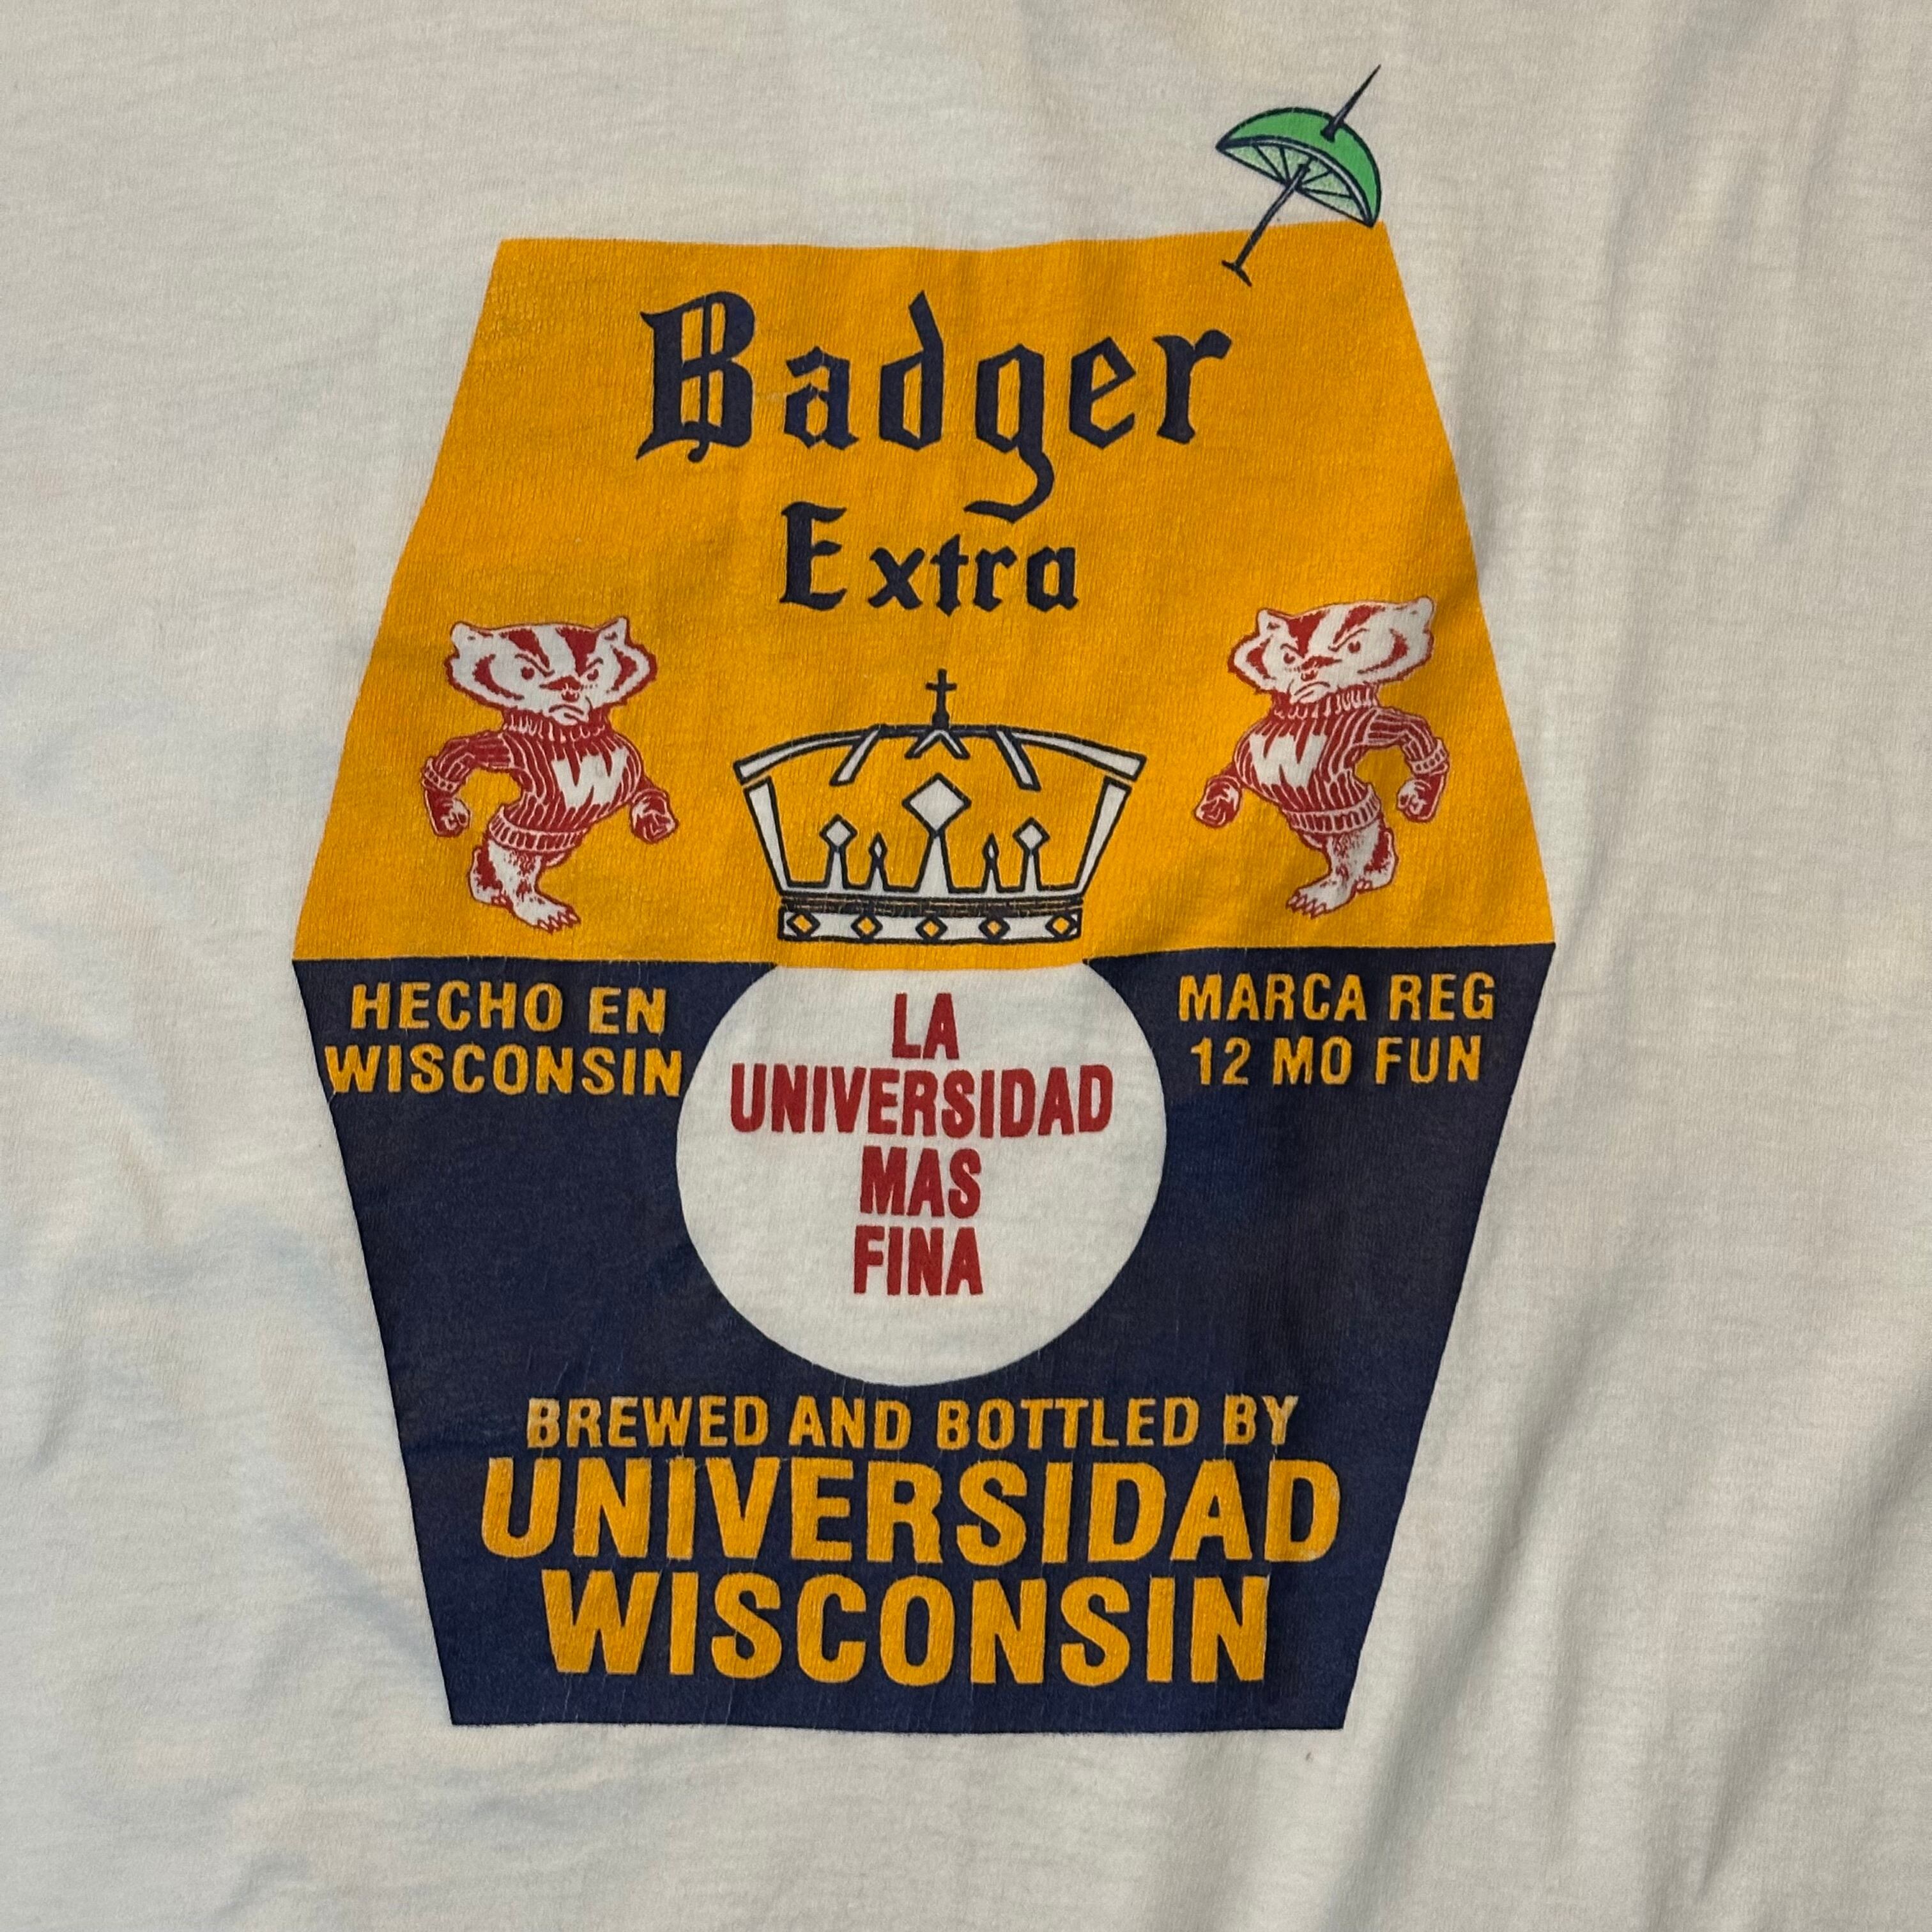 Badger
Extra
W
W
HECHO EN
WISCONSIN
LA
UNIVERSIDAD
MAS
FINA
MARCA REG
12 MO FUN
BREWED AND BOTTLED BY
UNIVERSIDAD
WISCONSIN